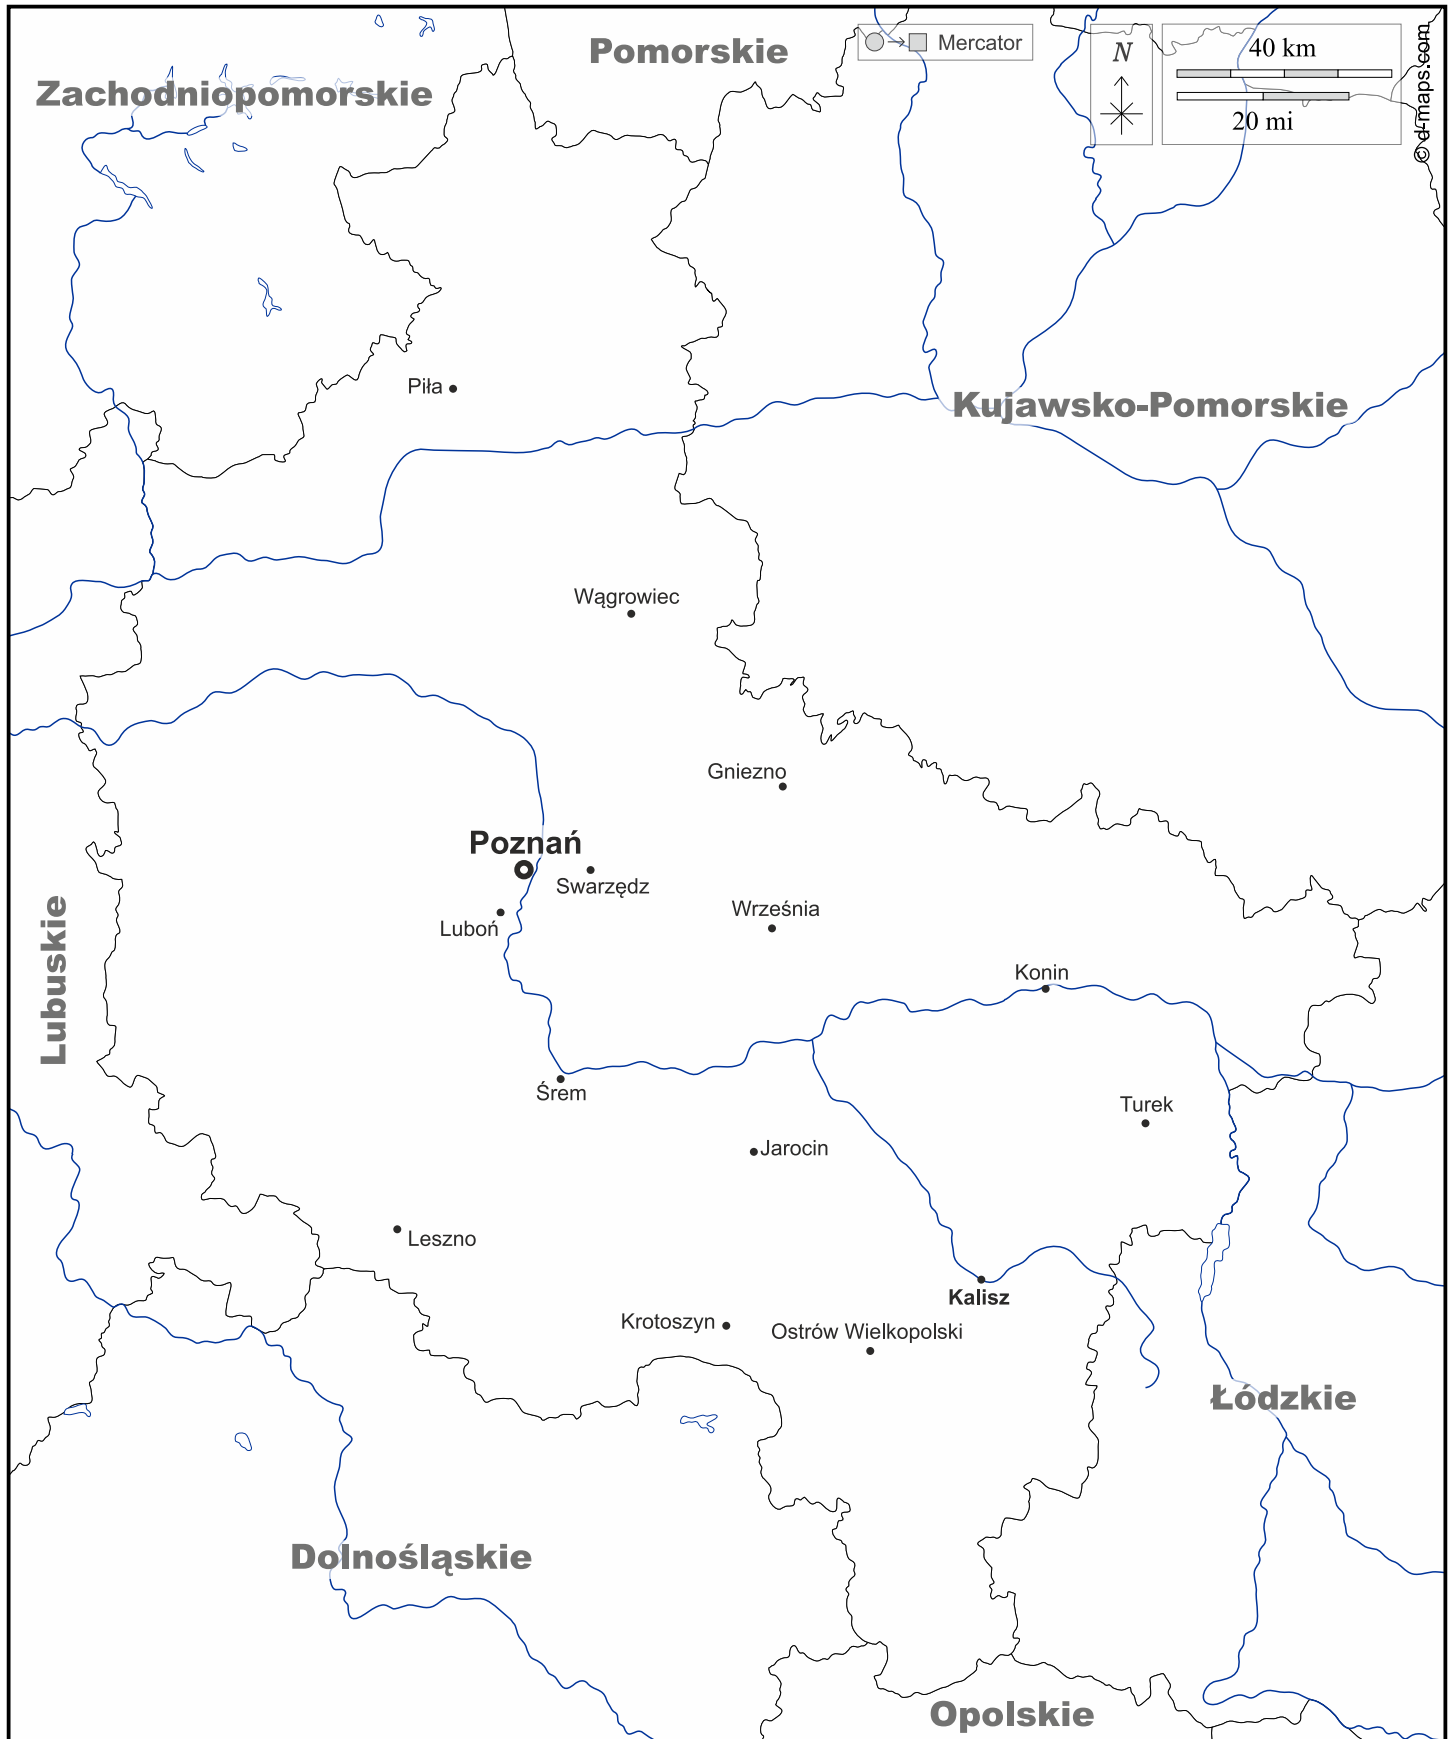 Pomorskie
Mercator
N
40 km
20 mi
© d-maps.com
Zachodniopomorskie
Piła
Kujawsko-Pomorskie
Wągrowiec
Gniezno
Poznań
Swarzędz
Luboń
Września
Lubuskie
Konin
Śrem
Turek
Jarocin
Leszno
Kalisz
Krotoszyn
Ostrów Wielkopolski
Łódzkie
Dolnośląskie
Opolskie